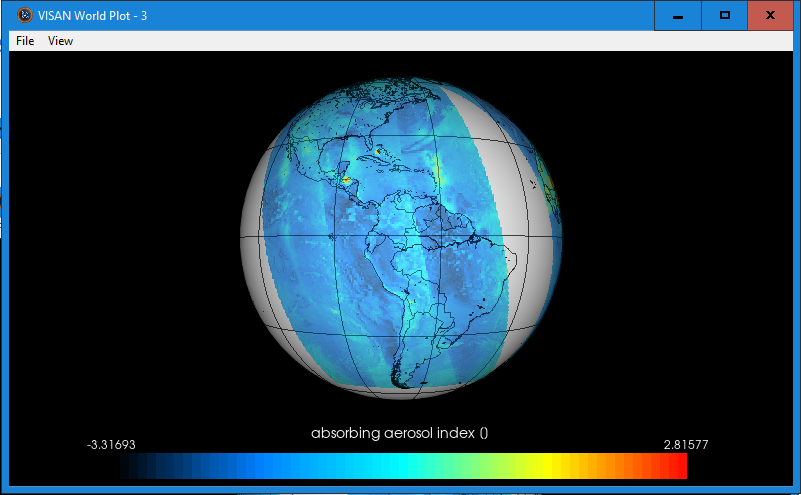 VISAN World Plot - 3
File View
absorbing aerosol index []
-3.31693 2.81577